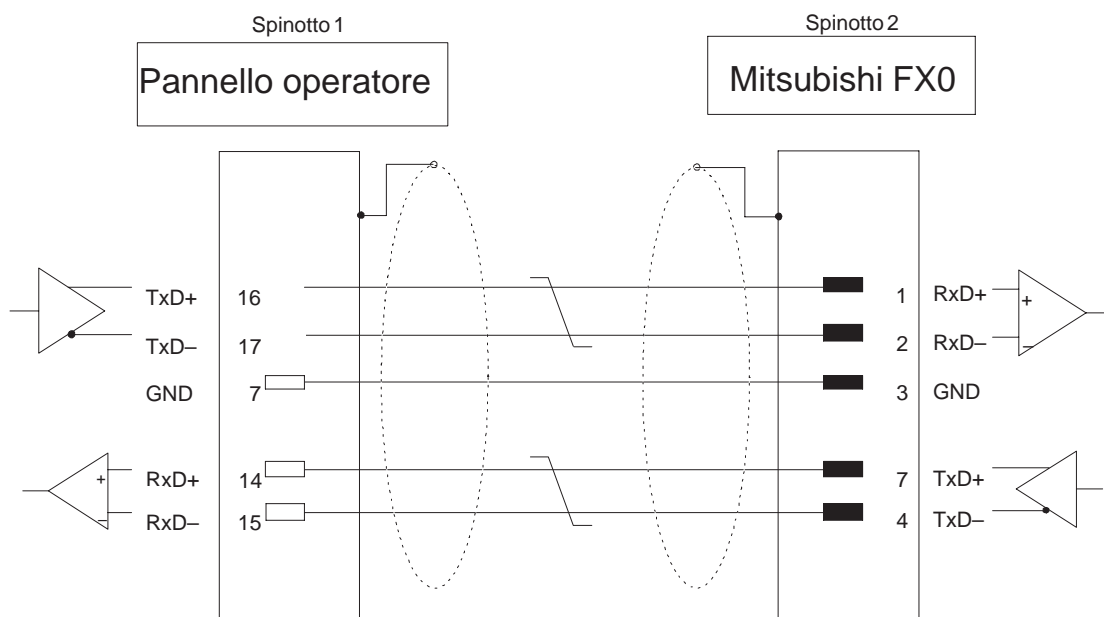 Spinotto 1
Spinotto 2
Pannello operatore
Mitsubishi FX0
TxD+ 16
1 RxD+
+
TxD– 17
2 RxD–
–
GND 7
3 GND
RxD+ 14
+
7 TxD+
RxD– 15
–
4 TxD–